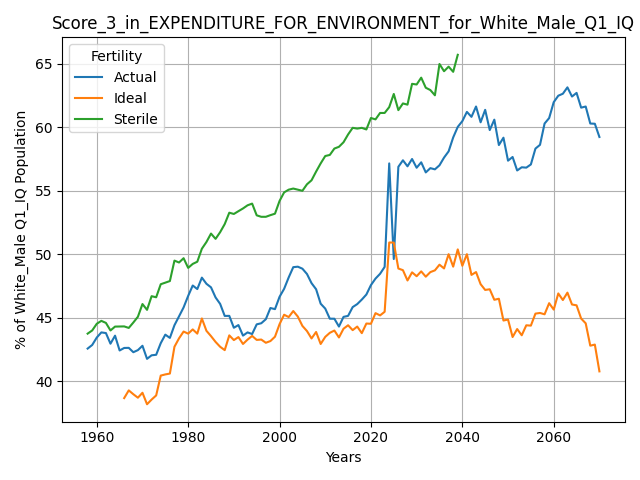 Score_3_in_EXPENDITURE_FOR_ENVIRONMENT_for_White_Male_Q1_IQ
Fertility
Actual
Ideal
Sterile
% of White_Male Q1_IQ Population
65
60
55
50
45
40
1960
1980
2000
2020
2040
2060
Years